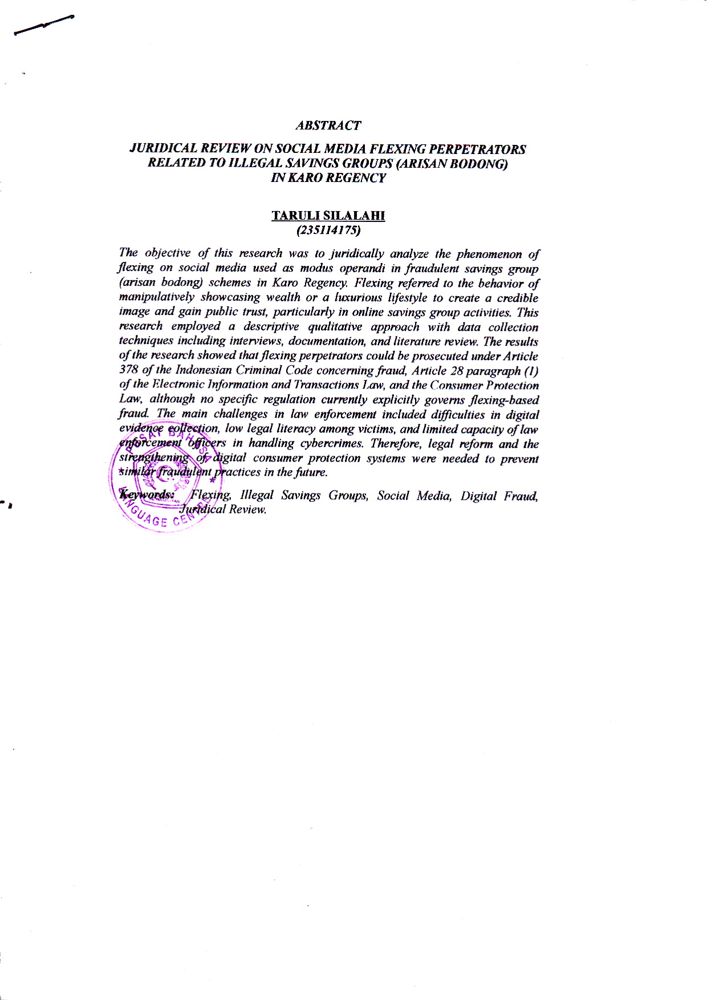 ABSTRACT
JURIDICAL REVIEW ON SOCIAL MEDIA FLEXING PERPETRATORS
RELATED TO ILLEGAL SAVINGS GROUPS (ARISAN BODONG)
IN KARO REGENCY
TARULI SILALAHI
(235114175)
The objective of this research was to juridically analyze the phenomenon of
flexing on social media used as modus operandi in fraudulent savings group
(arisan bodong) schemes in Karo Regency. Flexing referred to the behavior of
manipulatively showcasing wealth or a luxurious lifestyle to create a credible
image and gain public trust, particularly in online savings group activities. This
research employed a descriptive qualitative approach with data collection
techniques including interviews, documentation, and literature review. The results
of the research showed that flexing perpetrators could be prosecuted under Article
378 of the Indonesian Criminal Code concerning fraud, Article 28 paragraph (1)
of the Electronic Information and Transactions Law, and the Consumer Protection
Law, although no specific regulation currently explicitly governs flexing-based
fraud. The main challenges in law enforcement included difficulties in digital
evidence collection, low legal literacy among victims, and limited capacity of law
enforcement officers in handling cybercrimes. Therefore, legal reform and the
strengthening of digital consumer protection systems were needed to prevent
similar fraudulent practices in the future.
Keywords: Flexing, Illegal Savings Groups, Social Media, Digital Fraud,
Juridical Review.
PUSAT BAHASA
LANGUAGE CENTRE